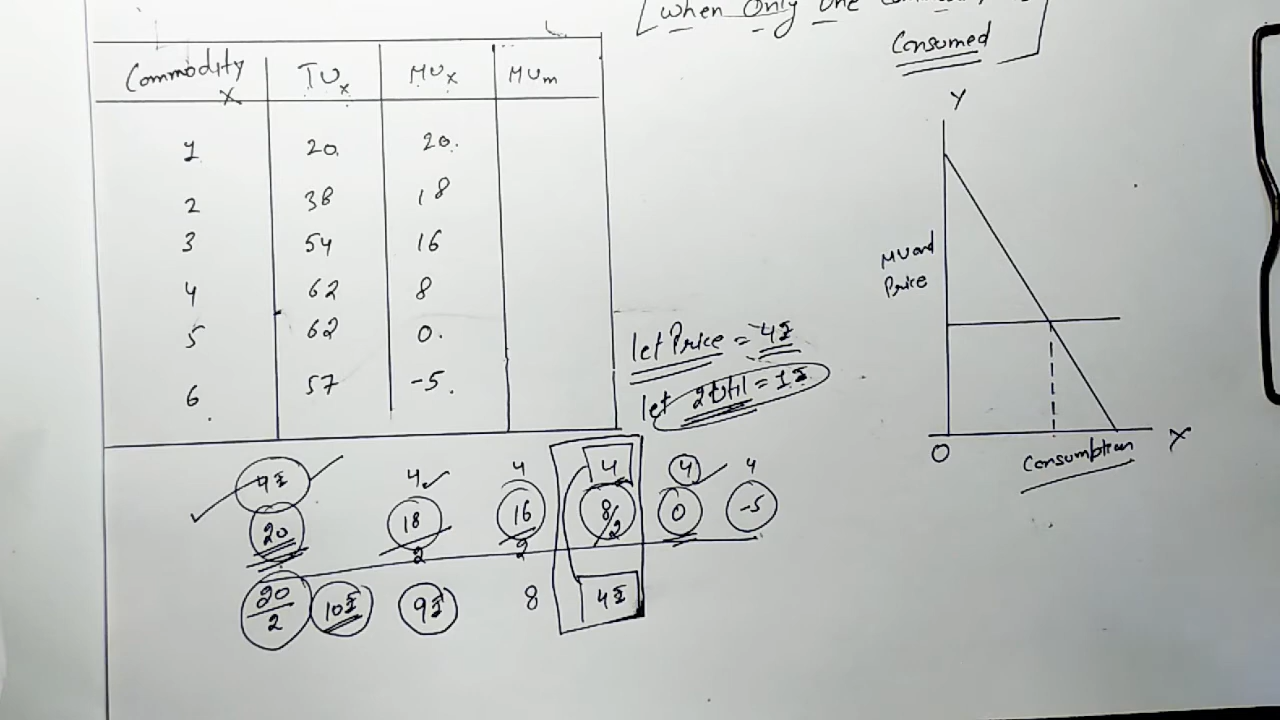 [when Only One
Consumed
Commodity x TUx MUx MUm
1 20 20.
2 38 18
3 54 16
4 62 8
5 62 0.
6 57 -5.
let Price = 4₹
let 2util = 1₹
4₹ 4 4 4 4 4
20 18/2 16/2 8/2 0 -5
20/2 10₹ 9₹ 8 4₹
Y
MU and
Price
O X
Consumption